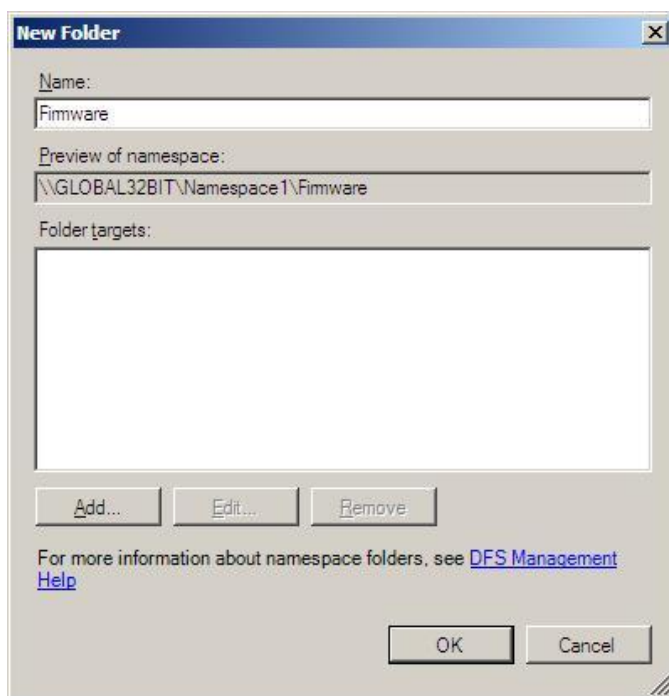 New Folder
Name:
Firmware
Preview of namespace:
\\GLOBAL32BIT\Namespace1\Firmware
Folder targets:
Add... Edit... Remove
For more information about namespace folders, see DFS Management
Help
OK Cancel